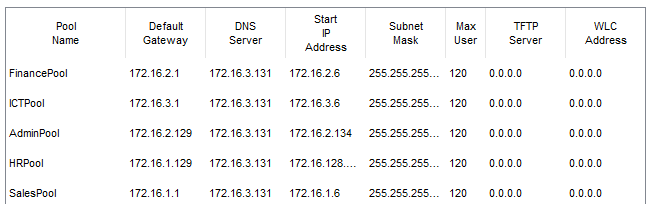 Pool Name Default Gateway DNS Server Start IP Address Subnet Mask Max User TFTP Server WLC Address
FinancePool 172.16.2.1 172.16.3.131 172.16.2.6 255.255.255... 120 0.0.0.0 0.0.0.0
ICTPool 172.16.3.1 172.16.3.131 172.16.3.6 255.255.255... 120 0.0.0.0 0.0.0.0
AdminPool 172.16.2.129 172.16.3.131 172.16.2.134 255.255.255... 120 0.0.0.0 0.0.0.0
HRPool 172.16.1.129 172.16.3.131 172.16.128.... 255.255.255... 120 0.0.0.0 0.0.0.0
SalesPool 172.16.1.1 172.16.3.131 172.16.1.6 255.255.255... 120 0.0.0.0 0.0.0.0